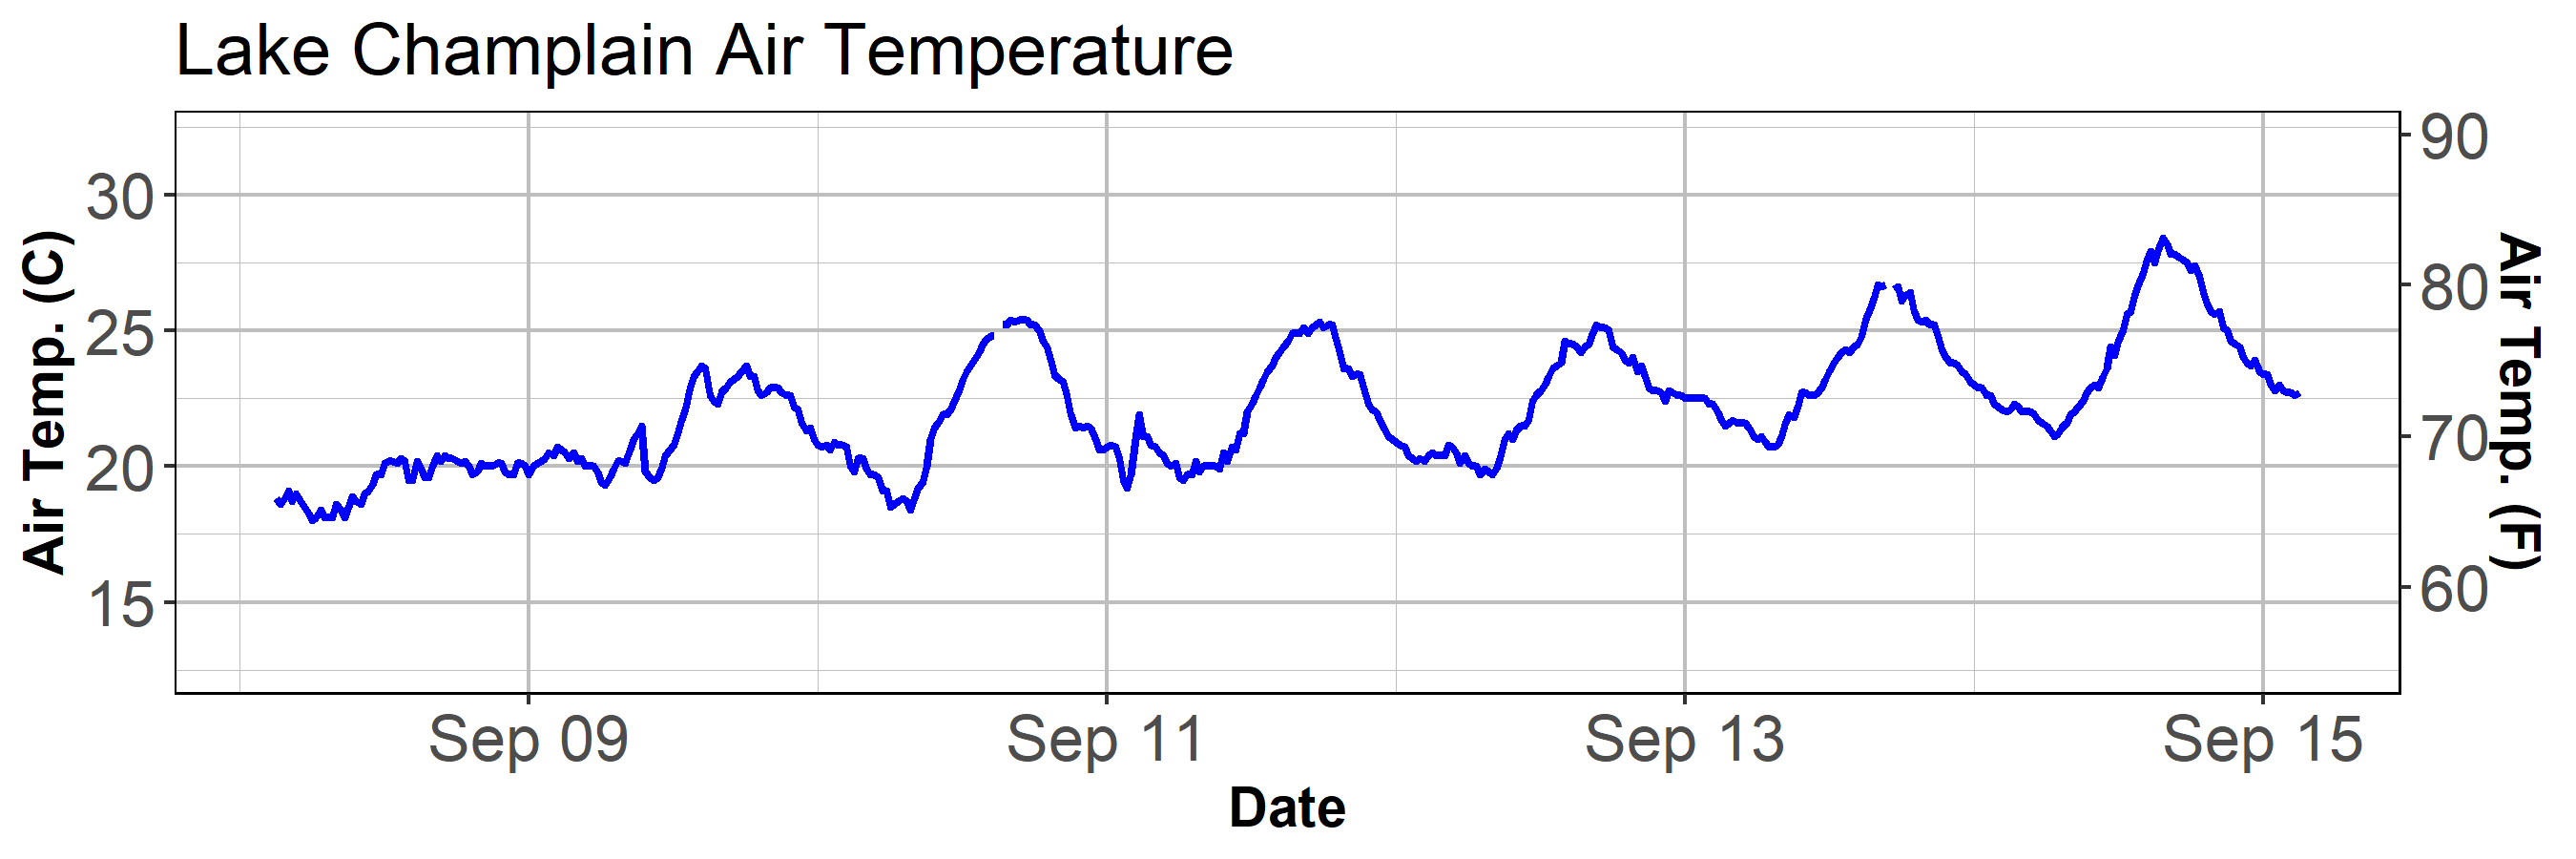 Lake Champlain Air Temperature
Air Temp. (C)
30
25
20
15
90
80
70
60
Air Temp. (F)
Sep 09
Sep 11
Sep 13
Sep 15
Date